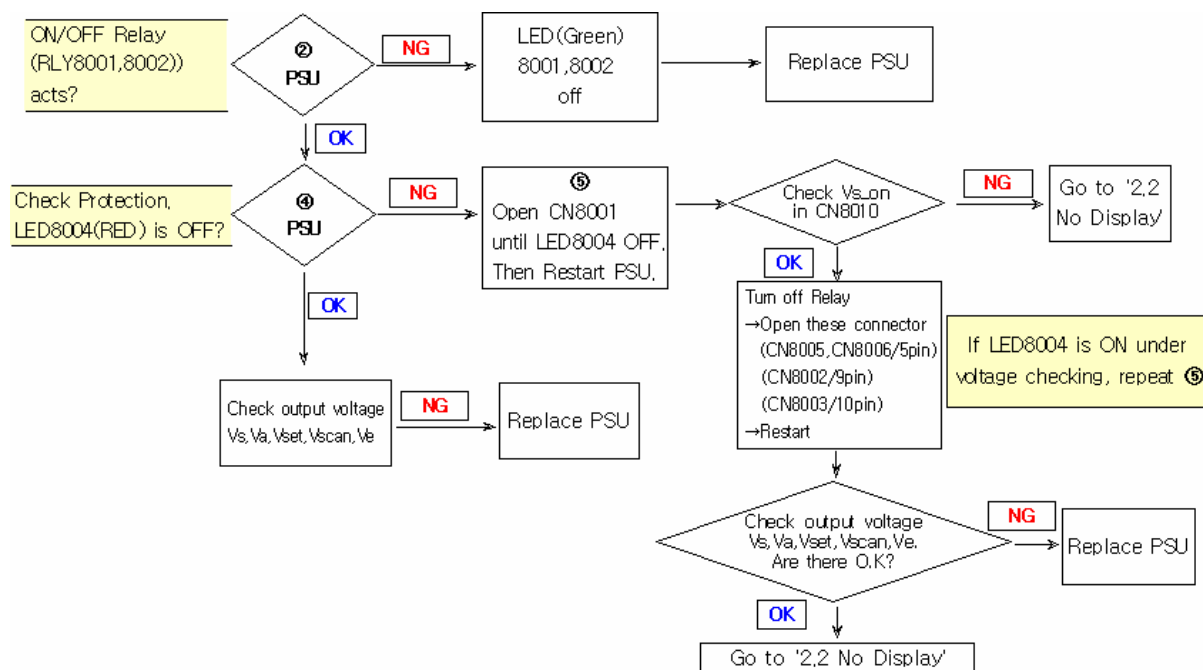 ON/OFF Relay
(RLY8001,8002))
acts?
②
PSU
NG
LED(Green)
8001,8002
off
Replace PSU
OK
Check Protection,
LED8004(RED) is OFF?
④
PSU
NG
⑤
Open CN8001
until LED8004 OFF,
Then Restart PSU,
Check Vs_on
in CN8010
NG
Go to '2,2
No Display'
OK
OK
Turn off Relay
→Open these connector
(CN8005,CN8006/5pin)
(CN8002/9pin)
(CN8003/10pin)
→Restart
If LED8004 is ON under
voltage checking, repeat ⑤
Check output voltage
Vs,Va,Vset,Vscan,Ve
NG
Replace PSU
Check output voltage
Vs,Va,Vset,Vscan,Ve.
Are there O.K?
NG
Replace PSU
OK
Go to '2,2 No Display'